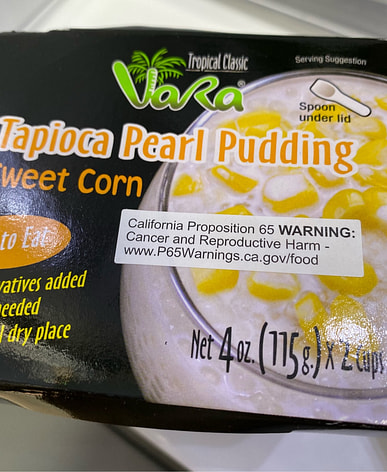 Tropical Classic
VaRa
Serving Suggestion
Spoon
under lid
Tapioca Pearl Pudding
weet Corn
to Eat
vatives added
needed
dry place
California Proposition 65 WARNING:
Cancer and Reproductive Harm -
www.P65Warnings.ca.gov/food
Net 4 oz. (115g.) x 2 cups